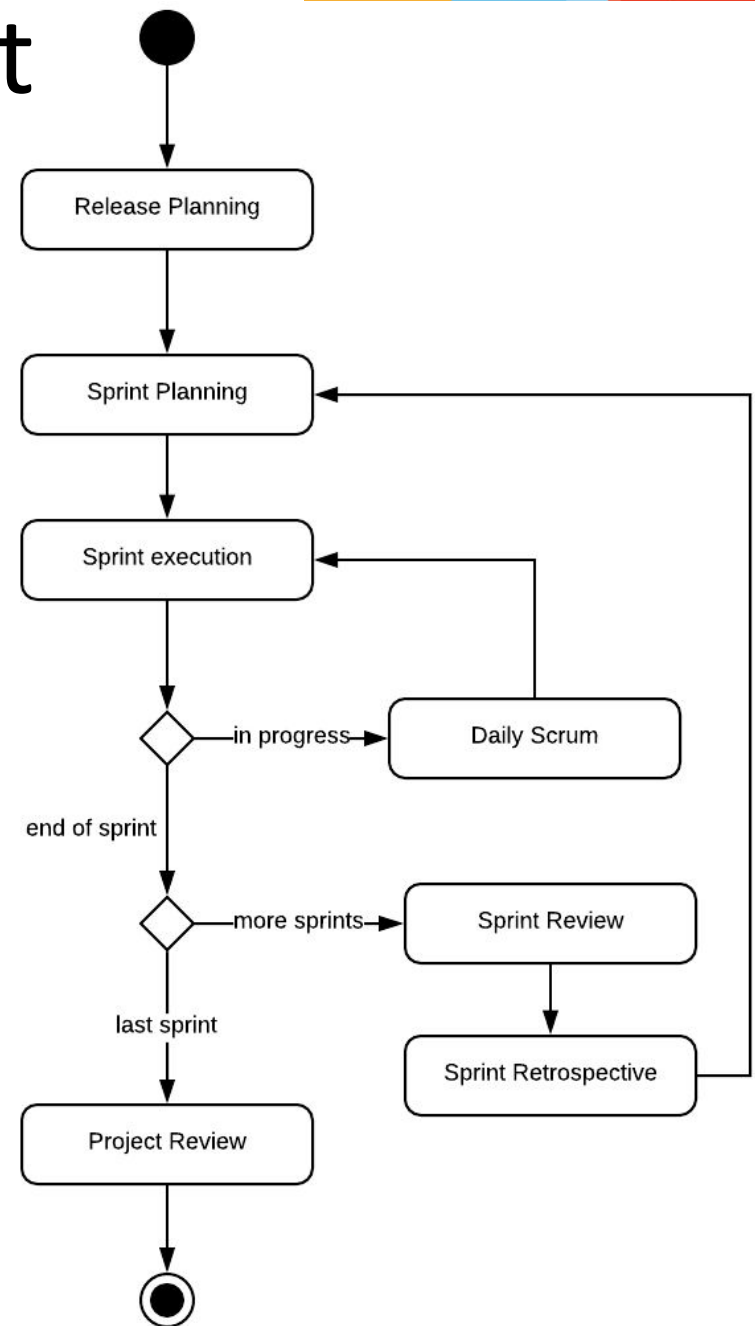 t
Release Planning
Sprint Planning
Sprint execution
in progress
Daily Scrum
end of sprint
more sprints
Sprint Review
last sprint
Sprint Retrospective
Project Review